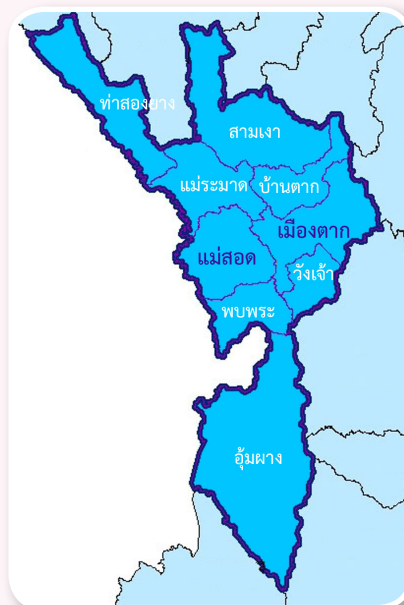 ท่าสองยาง
สามเงา
แม่ระมาด
บ้านตาก
เมืองตาก
แม่สอด
วังเจ้า
พบพระ
อุ้มผาง